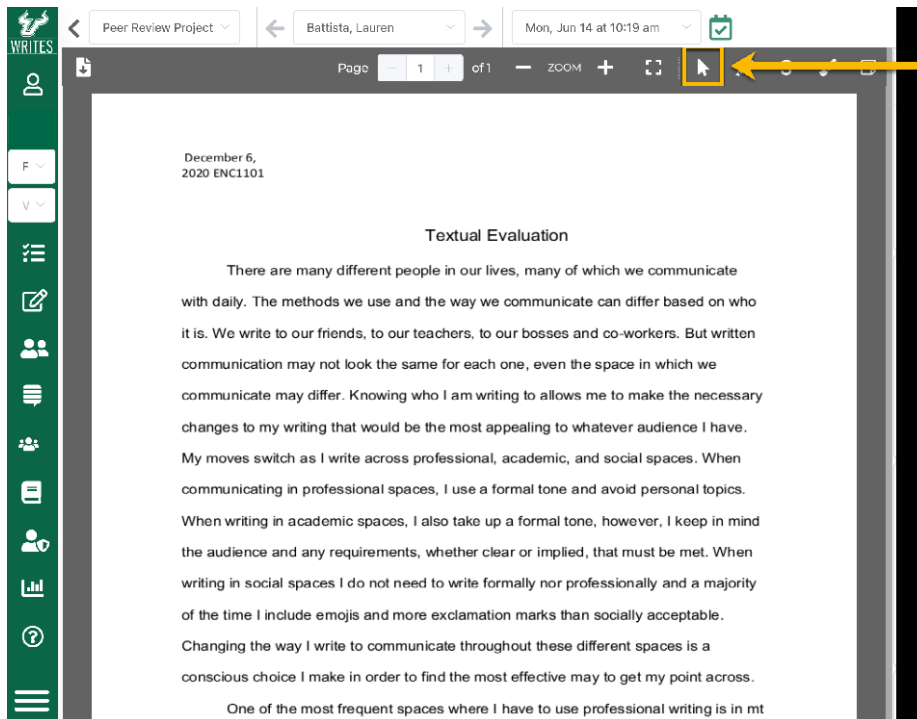 WRITES
Peer Review Project
Battista, Lauren
Mon, Jun 14 at 10:19 am
Page 1 of 1 ZOOM
F
V
December 6,
2020 ENC1101
Textual Evaluation
There are many different people in our lives, many of which we communicate
with daily. The methods we use and the way we communicate can differ based on who
it is. We write to our friends, to our teachers, to our bosses and co-workers. But written
communication may not look the same for each one, even the space in which we
communicate may differ. Knowing who I am writing to allows me to make the necessary
changes to my writing that would be the most appealing to whatever audience I have.
My moves switch as I write across professional, academic, and social spaces. When
communicating in professional spaces, I use a formal tone and avoid personal topics.
When writing in academic spaces, I also take up a formal tone, however, I keep in mind
the audience and any requirements, whether clear or implied, that must be met. When
writing in social spaces I do not need to write formally nor professionally and a majority
of the time I include emojis and more exclamation marks than socially acceptable.
Changing the way I write to communicate throughout these different spaces is a
conscious choice I make in order to find the most effective may to get my point across.
One of the most frequent spaces where I have to use professional writing is in mt